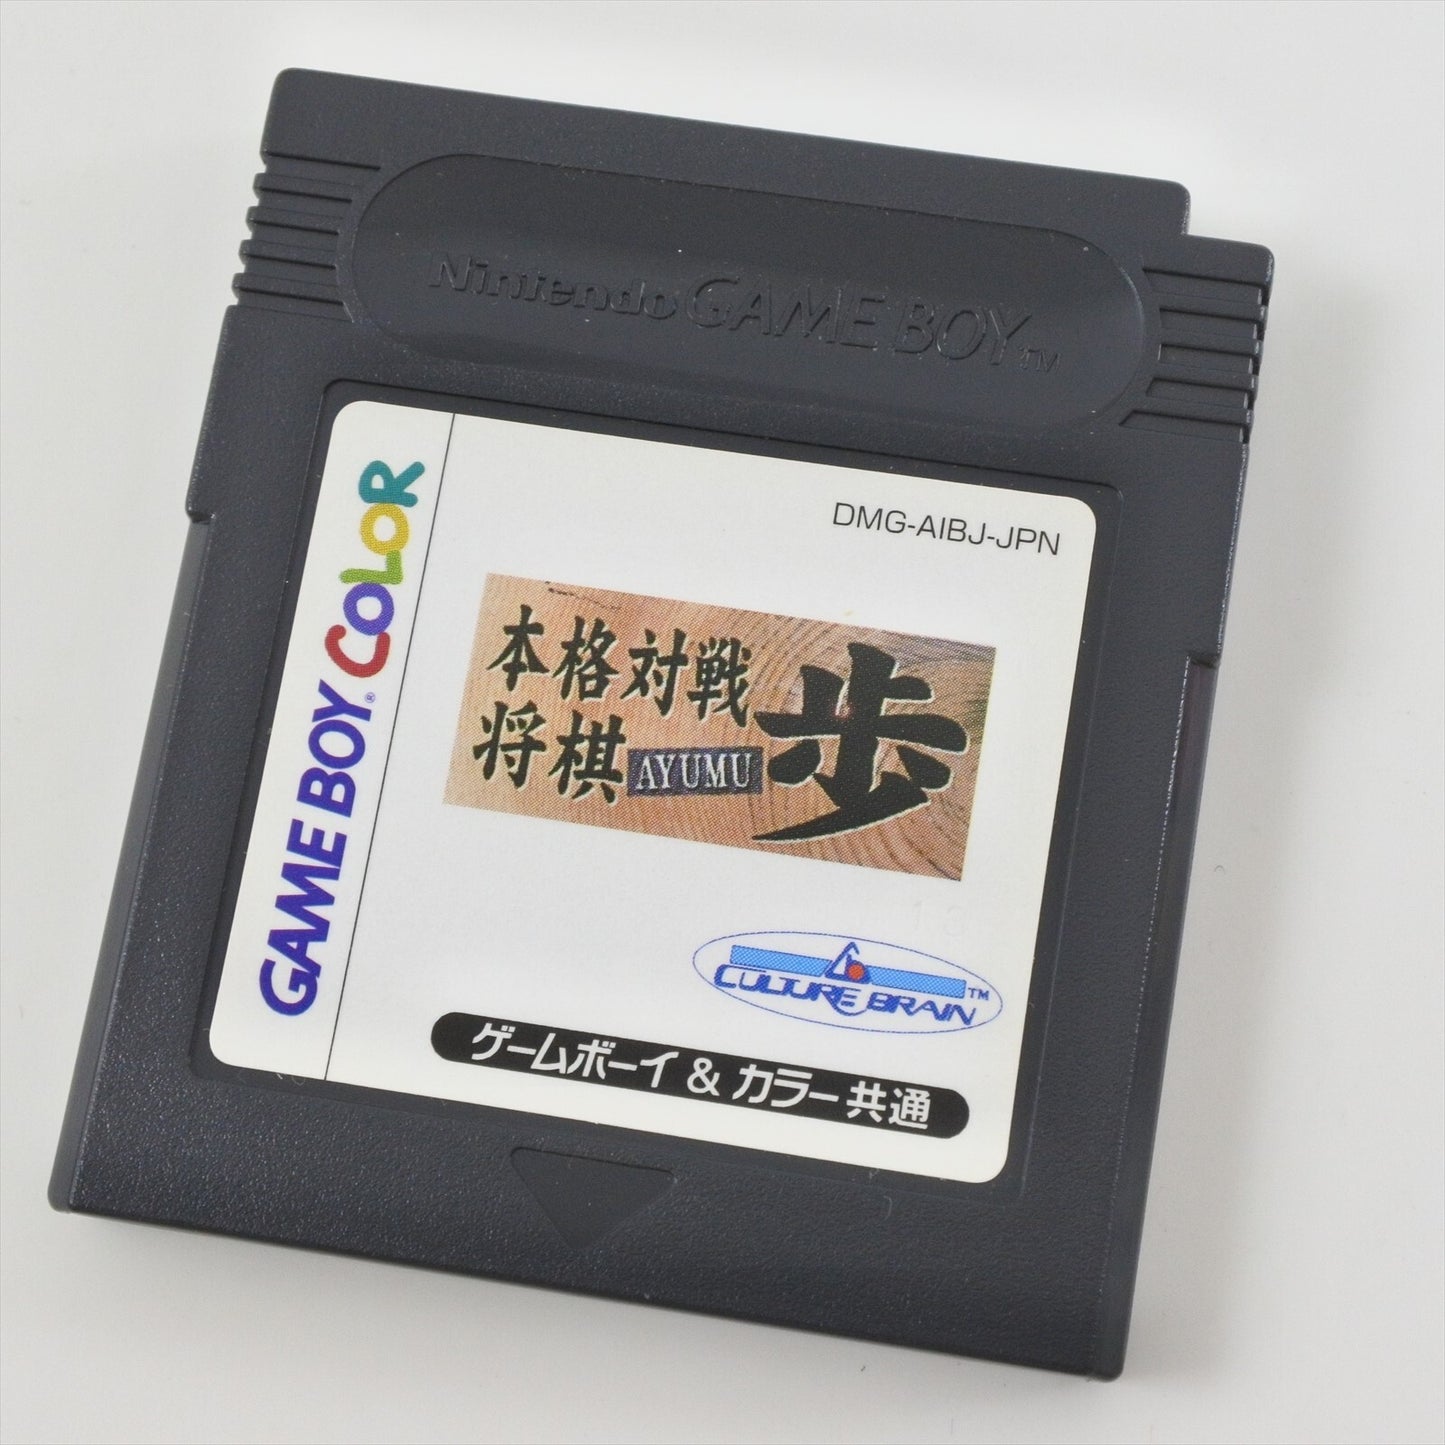 Nintendo GAME BOY™
GAME BOY® COLOR
DMG-AIBJ-JPN
本格対戦
将棋 AYUMU 歩
CULTURE BRAIN™
ゲームボーイ & カラー共通